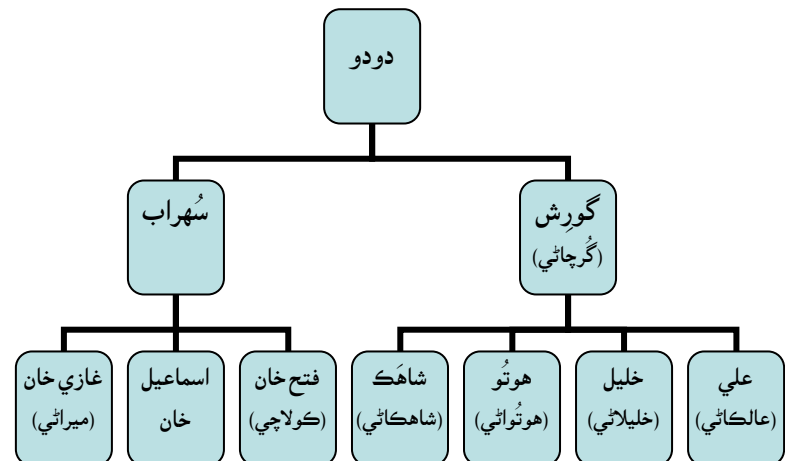 دودو
گورِش
(گُرچاڻي)
سُهراب
علي
(عالڪاڻي)
خليل
(خليلاڻي)
هوتُو
(هوتُواڻي)
شاهَڪ
(شاهڪاڻي)
فتح خان
(ڪولاچي)
اسماعيل
خان
غازي خان
(ميراڻي)